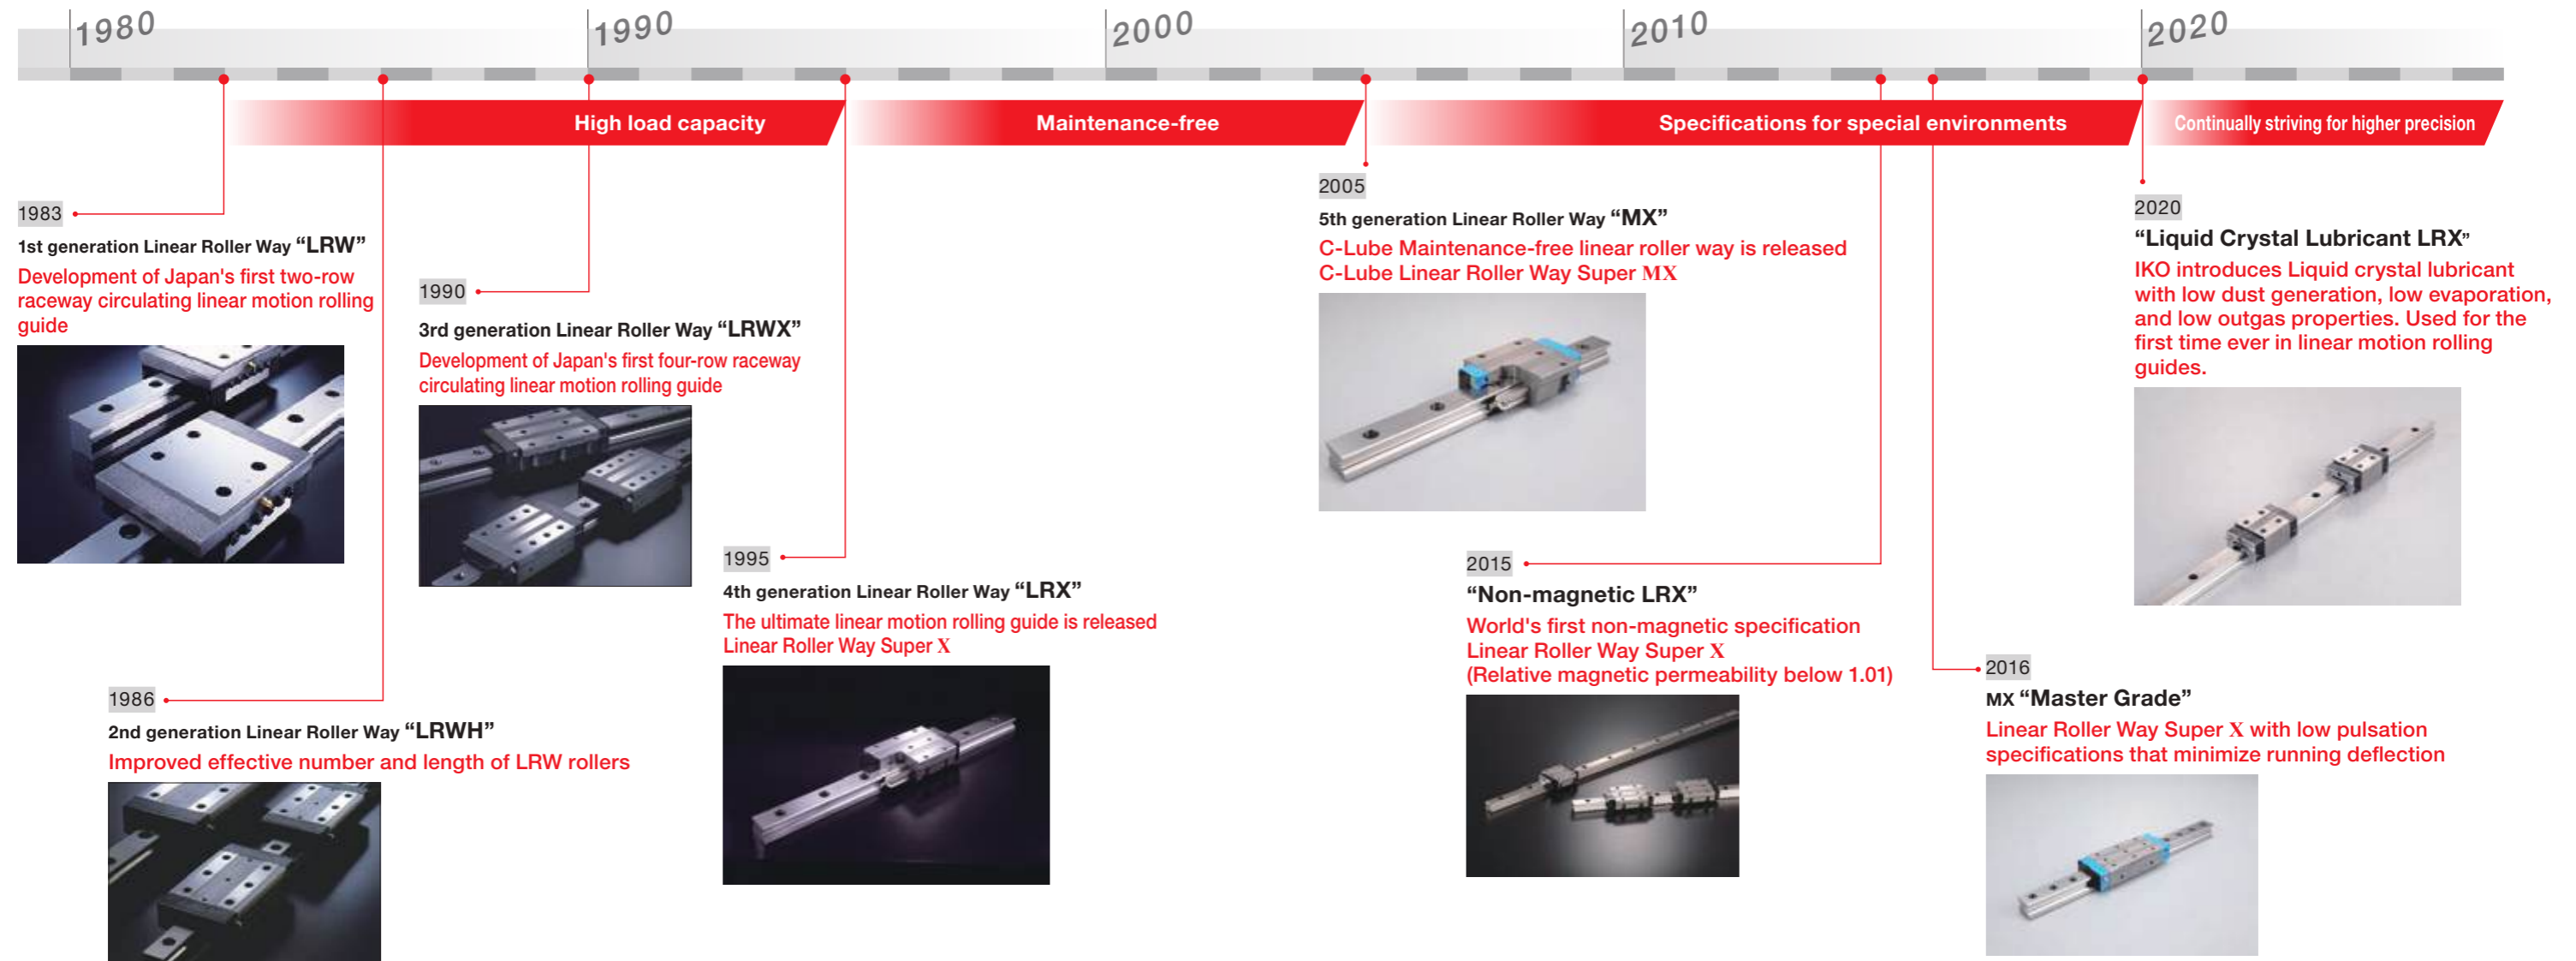 1980
1990
2000
2010
2020
High load capacity
Maintenance-free
Specifications for special environments
Continually striving for higher precision
1983
1st generation Linear Roller Way “LRW”
Development of Japan's first two-row
raceway circulating linear motion rolling
guide
1986
2nd generation Linear Roller Way “LRWH”
Improved effective number and length of LRW rollers
1990
3rd generation Linear Roller Way “LRWX”
Development of Japan's first four-row raceway
circulating linear motion rolling guide
1995
4th generation Linear Roller Way “LRX”
The ultimate linear motion rolling guide is released
Linear Roller Way Super X
2005
5th generation Linear Roller Way “MX”
C-Lube Maintenance-free linear roller way is released
C-Lube Linear Roller Way Super MX
2015
“Non-magnetic LRX”
World's first non-magnetic specification
Linear Roller Way Super X
(Relative magnetic permeability below 1.01)
2016
MX “Master Grade”
Linear Roller Way Super X with low pulsation
specifications that minimize running deflection
2020
“Liquid Crystal Lubricant LRX”
IKO introduces Liquid crystal lubricant
with low dust generation, low evaporation,
and low outgas properties. Used for the
first time ever in linear motion rolling
guides.